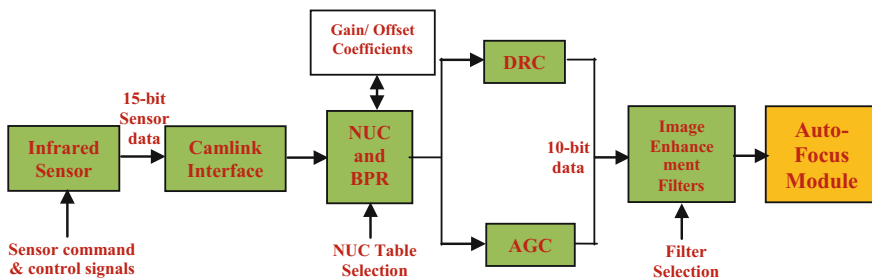 Gain/ Offset
Coefficients
DRC
15-bit
Sensor
data
Infrared
Sensor
Camlink
Interface
NUC
and
BPR
10-bit
data
Image
Enhance
ment
Filters
Auto-
Focus
Module
AGC
Sensor command
& control signals
NUC Table
Selection
Filter
Selection